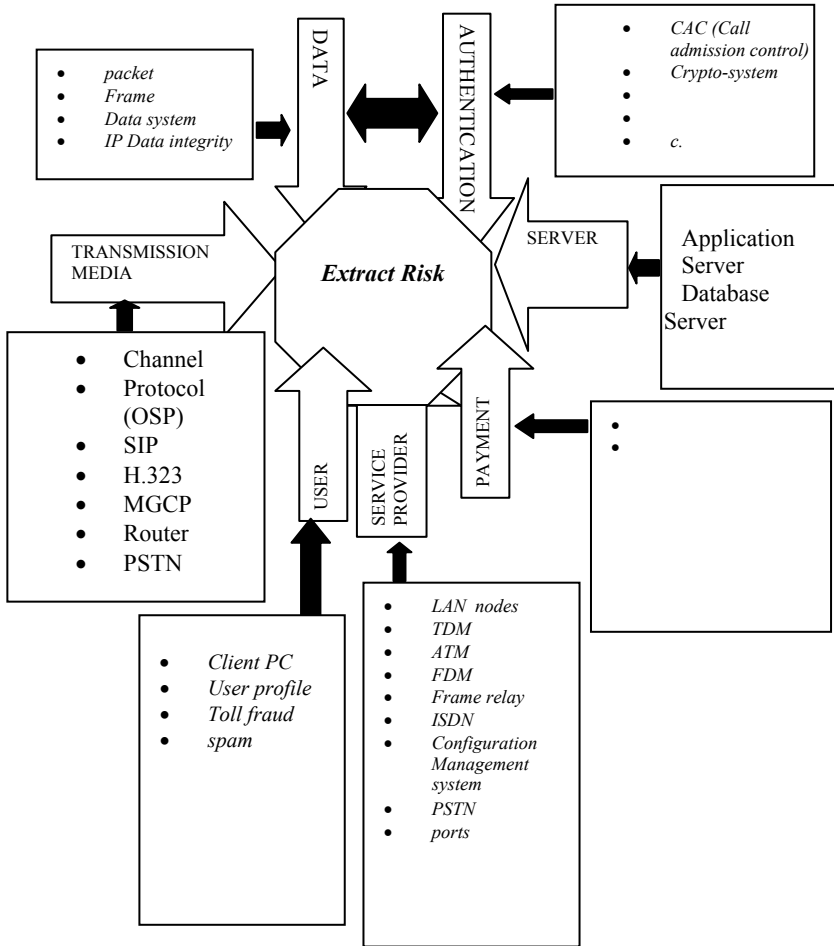 DATA
AUTHENTICATION
• CAC (Call
admission control)
• Crypto-system
•
•
• c.
• packet
• Frame
• Data system
• IP Data integrity
TRANSMISSION
MEDIA
Extract Risk
SERVER
Application
Server
Database
Server
• Channel
• Protocol
(OSP)
• SIP
• H.323
• MGCP
• Router
• PSTN
USER
SERVICE
PROVIDER
PAYMENT
•
•
• Client PC
• User profile
• Toll fraud
• spam
• LAN nodes
• TDM
• ATM
• FDM
• Frame relay
• ISDN
• Configuration
Management
system
• PSTN
• ports